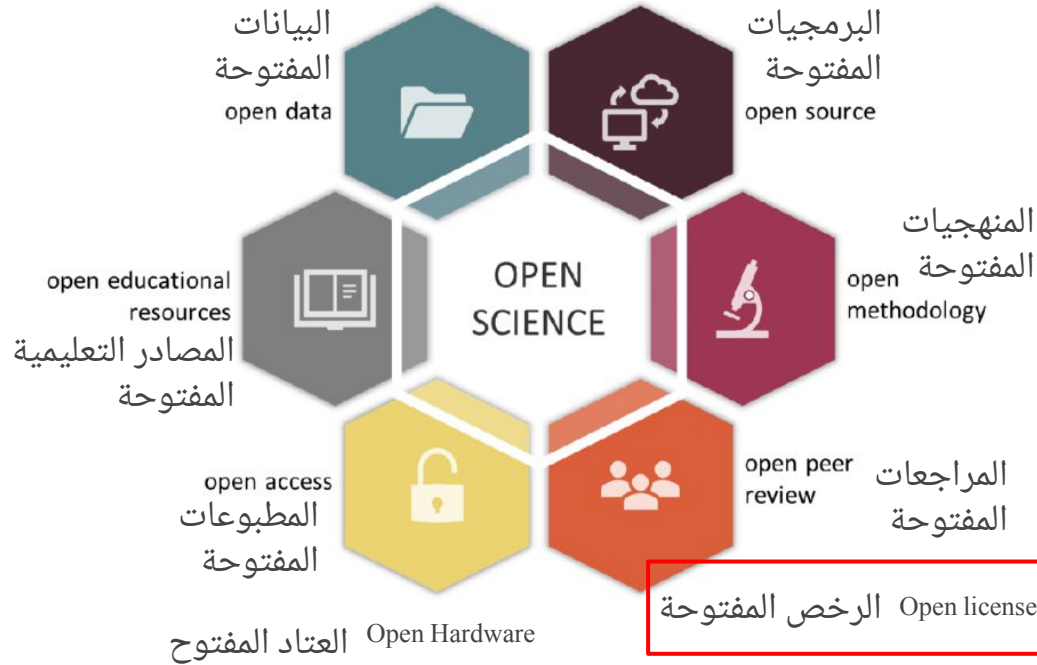 البيانات
المفتوحة
open data
البرمجيات
المفتوحة
open source
المنهجيات
المفتوحة
open
methodology
open educational
resources
المصادر التعليمية
المفتوحة
OPEN
SCIENCE
open access
المطبوعات
المفتوحة
open peer
review
المراجعات
المفتوحة
الرخص المفتوحة Open license
العتاد المفتوح Open Hardware